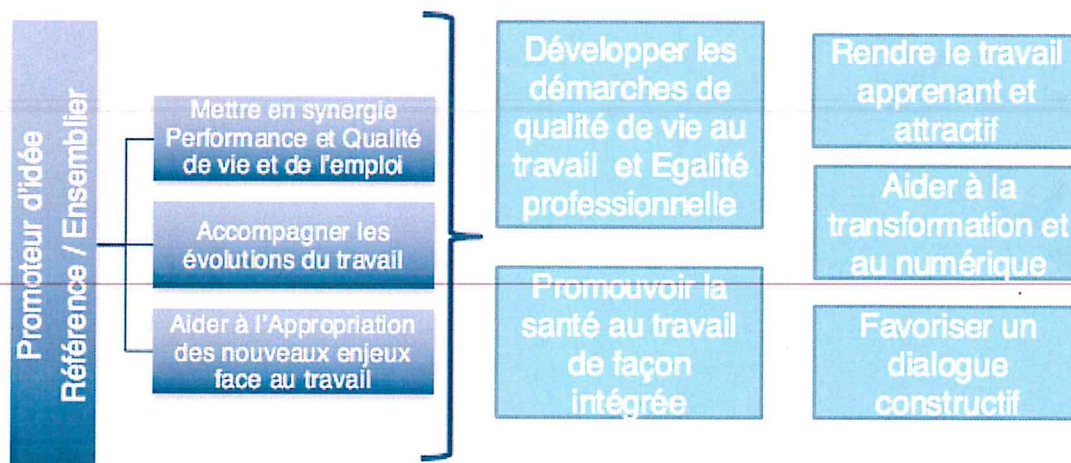 Promoteur d'idée
Référence / Ensemblier
Mettre en synergie
Performance et Qualité
de vie et de l'emploi
Accompagner les
évolutions du travail
Aider à l'Appropriation
des nouveaux enjeux
face au travail
Développer les
démarches de
qualité de vie au
travail et Egalité
professionnelle
Promouvoir la
santé au travail
de façon
intégrée
Rendre le travail
apprenant et
attractif
Aider à la
transformation et
au numérique
Favoriser un
dialogue
constructif